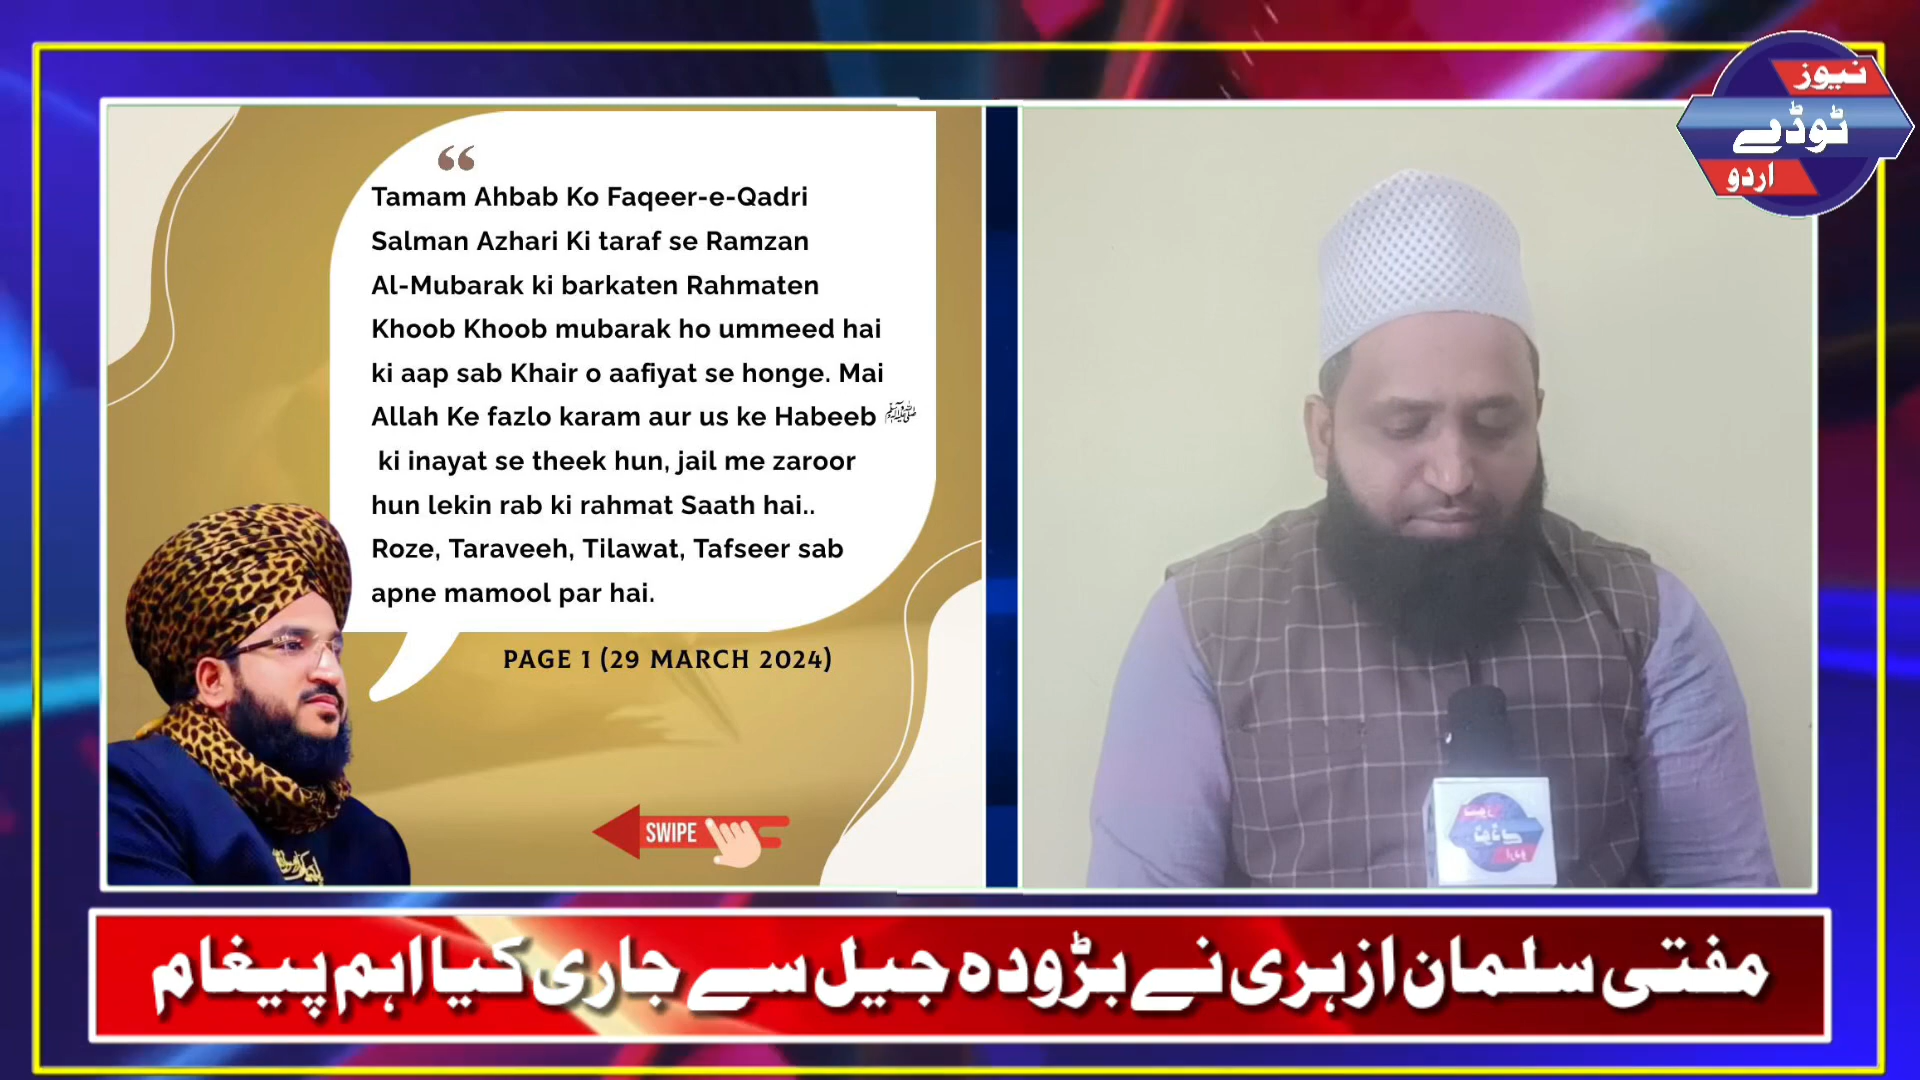 نیوز
ٹوڈے
اردو
“
Tamam Ahbab Ko Faqeer-e-Qadri
Salman Azhari Ki taraf se Ramzan
Al-Mubarak ki barkaten Rahmaten
Khoob Khoob mubarak ho ummeed hai
ki aap sab Khair o aafiyat se honge. Mai
Allah Ke fazlo karam aur us ke Habeeb ﷺ
ki inayat se theek hun, jail me zaroor
hun lekin rab ki rahmat Saath hai..
Roze, Taraveeh, Tilawat, Tafseer sab
apne mamool par hai.
PAGE 1 (29 MARCH 2024)
SWIPE
مفتی سلمان ازہری نے بڑودہ جیل سے جاری کیا اہم پیغام